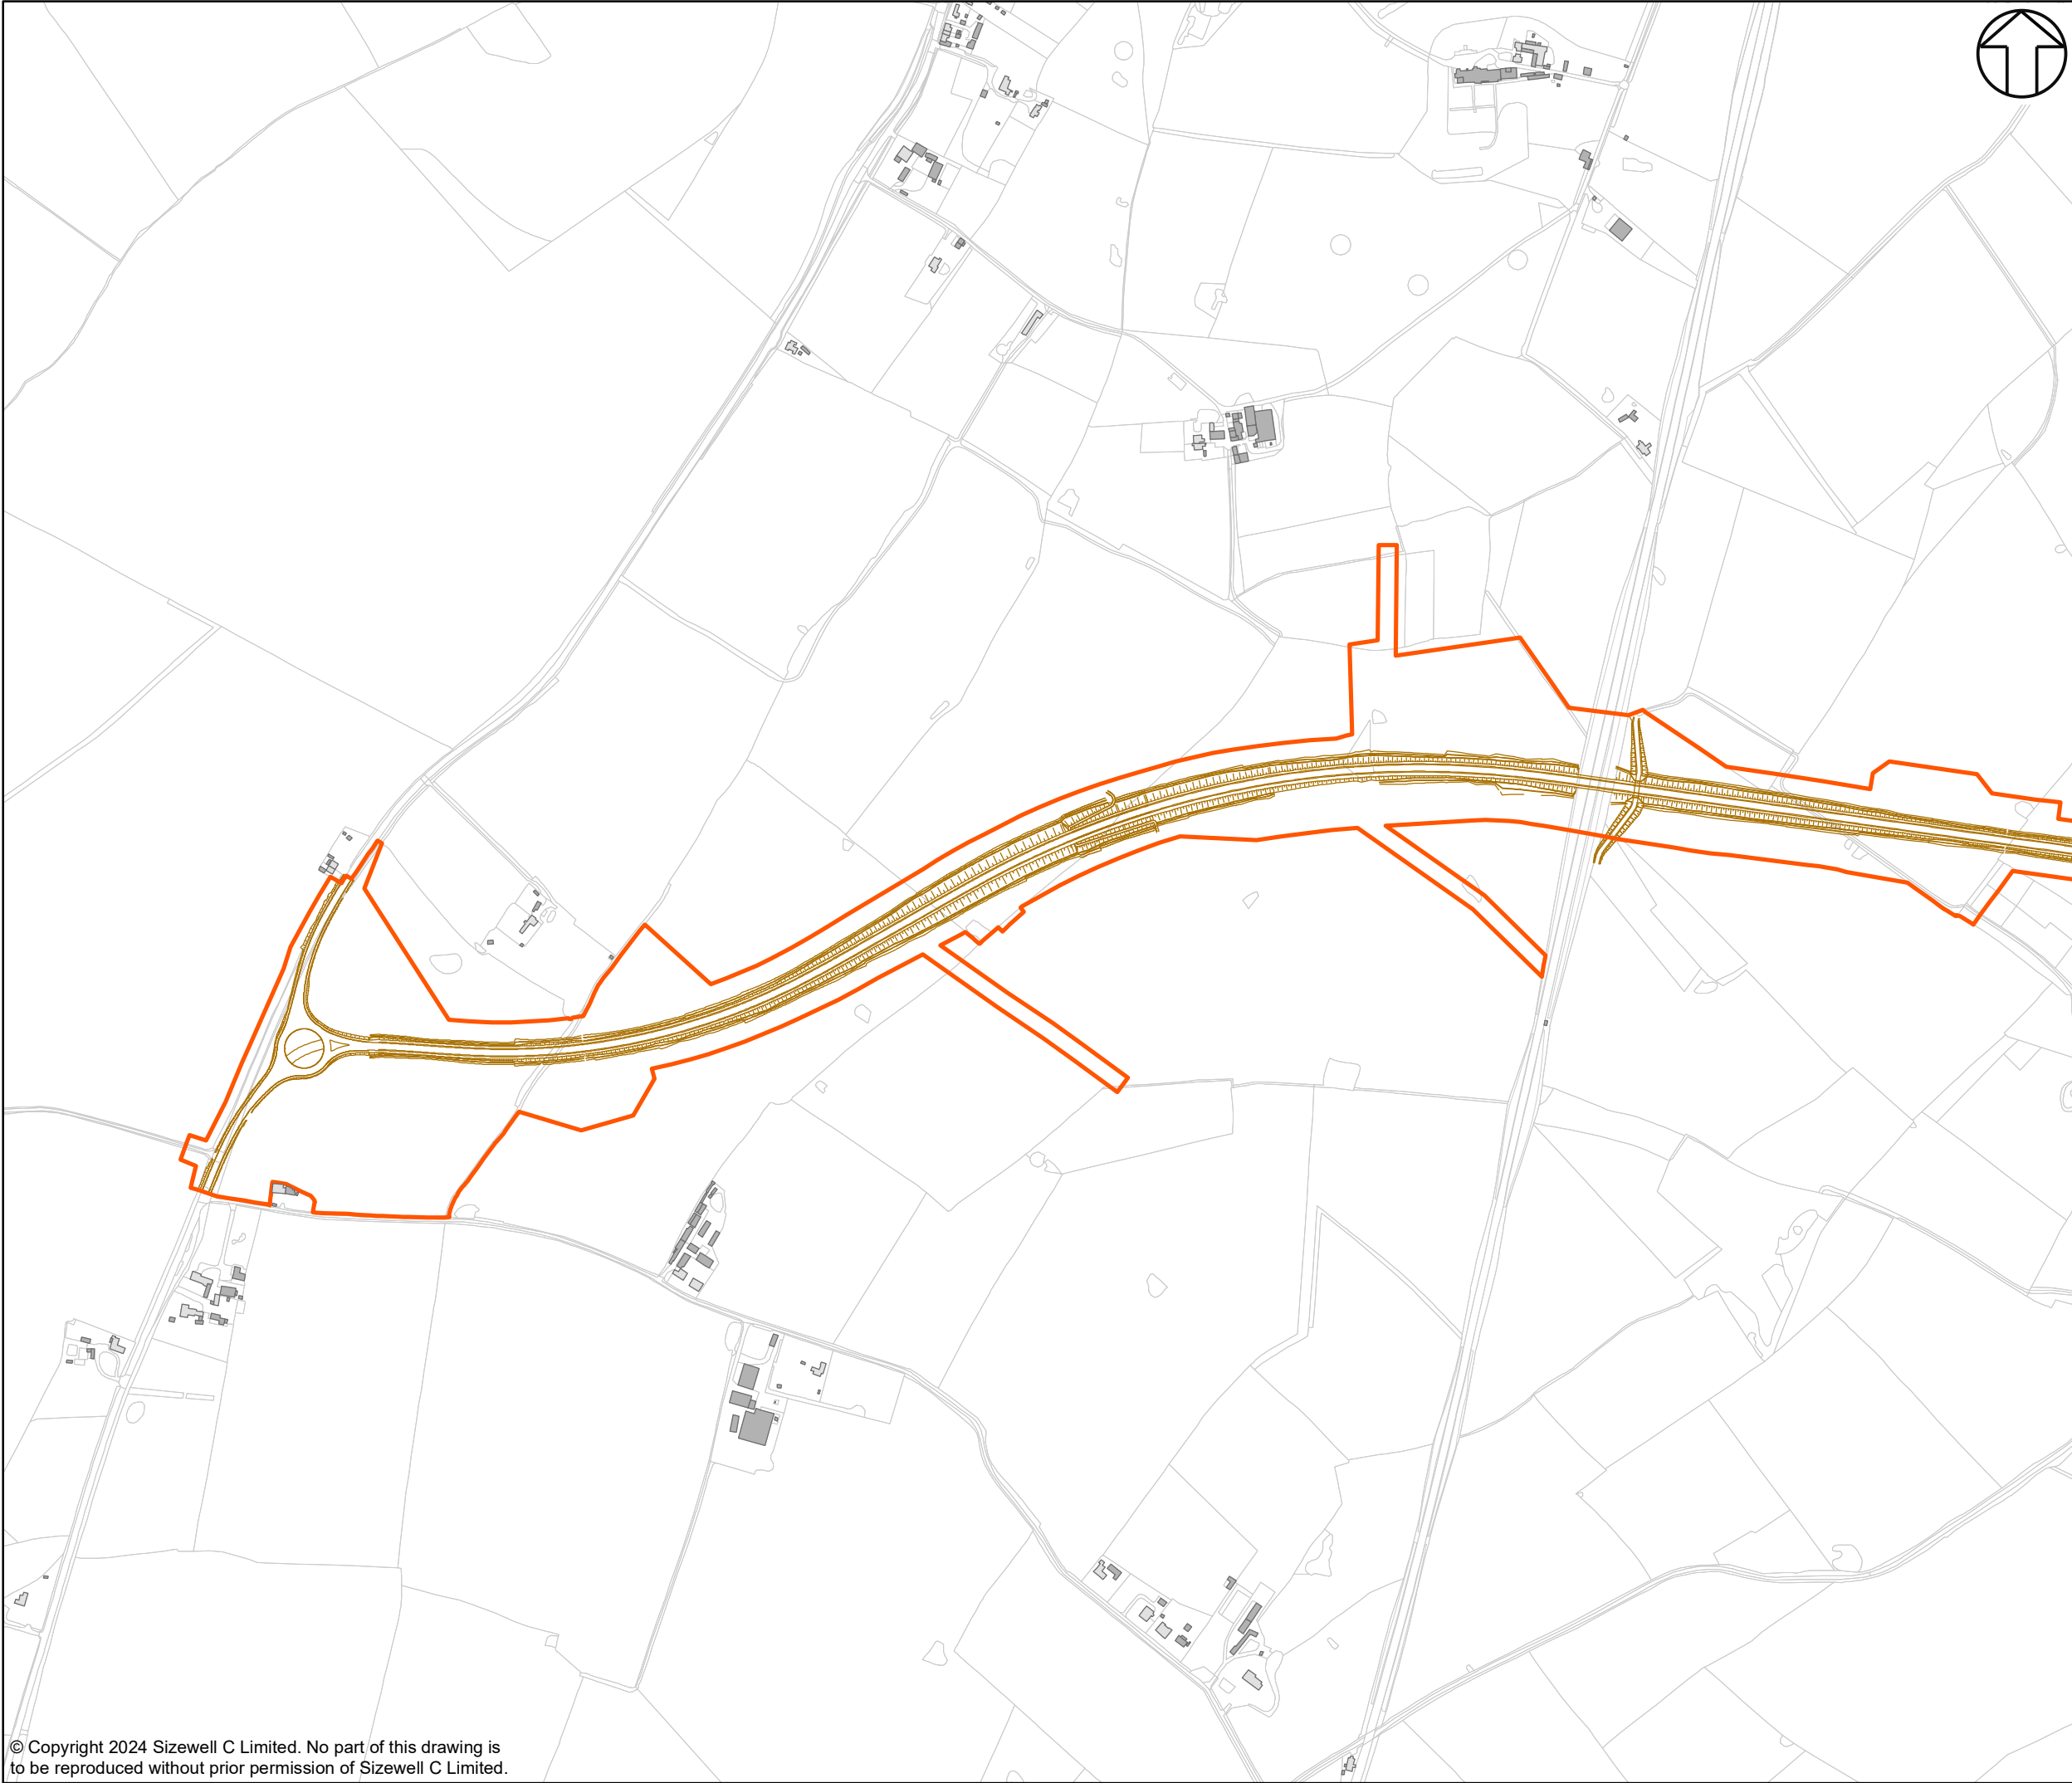 © Copyright 2024 Sizewell C Limited. No part of this drawing is
to be reproduced without prior permission of Sizewell C Limited.